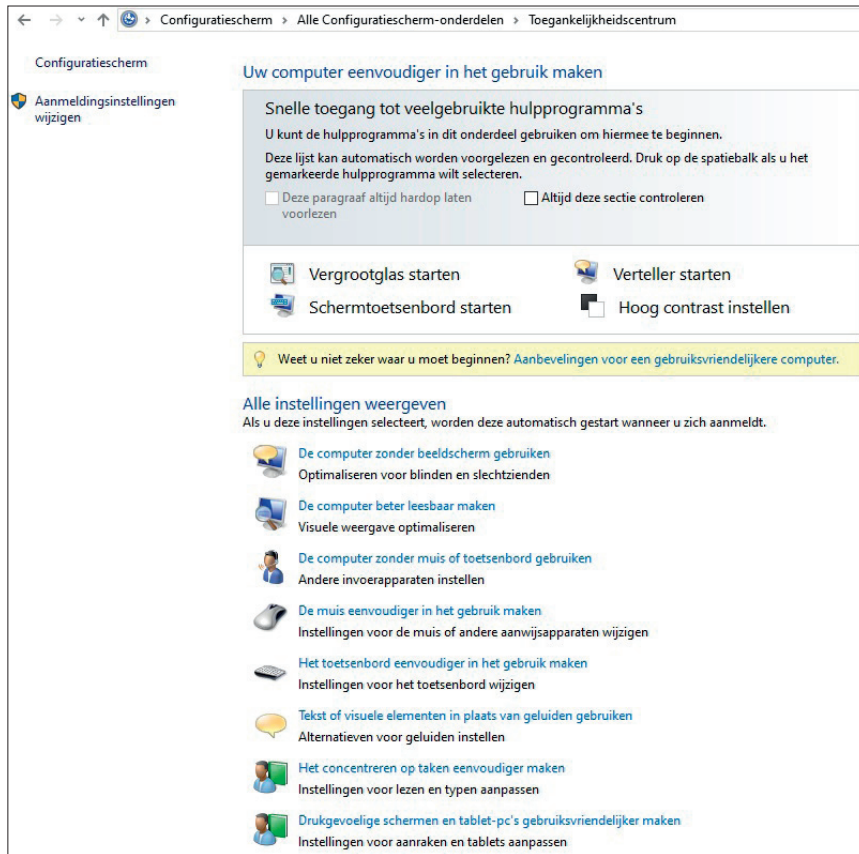 Configuratiescherm > Alle Configuratiescherm-onderdelen > Toegankelijkheidscentrum
Configuratiescherm
Aanmeldingsinstellingen
wijzigen
Uw computer eenvoudiger in het gebruik maken
Snelle toegang tot veelgebruikte hulpprogramma's
U kunt de hulpprogramma's in dit onderdeel gebruiken om hiermee te beginnen.
Deze lijst kan automatisch worden voorgelezen en gecontroleerd. Druk op de spatiebalk als u het
gemarkeerde hulpprogramma wilt selecteren.
Deze paragraaf altijd hardop laten
voorlezen
Altijd deze sectie controleren
Vergrootglas starten
Verteller starten
Schermtoetsenbord starten
Hoog contrast instellen
Weet u niet zeker waar u moet beginnen? Aanbevelingen voor een gebruiksvriendelijkere computer.
Alle instellingen weergeven
Als u deze instellingen selecteert, worden deze automatisch gestart wanneer u zich aanmeldt.
De computer zonder beeldscherm gebruiken
Optimaliseren voor blinden en slechtzienden
De computer beter leesbaar maken
Visuele weergave optimaliseren
De computer zonder muis of toetsenbord gebruiken
Andere invoerapparaten instellen
De muis eenvoudiger in het gebruik maken
Instellingen voor de muis of andere aanwijsapparaten wijzigen
Het toetsenbord eenvoudiger in het gebruik maken
Instellingen voor het toetsenbord wijzigen
Tekst of visuele elementen in plaats van geluiden gebruiken
Alternatieven voor geluiden instellen
Het concentreren op taken eenvoudiger maken
Instellingen voor lezen en typen aanpassen
Drukgevoelige schermen en tablet-pc's gebruiksvriendelijker maken
Instellingen voor aanraken en tablets aanpassen